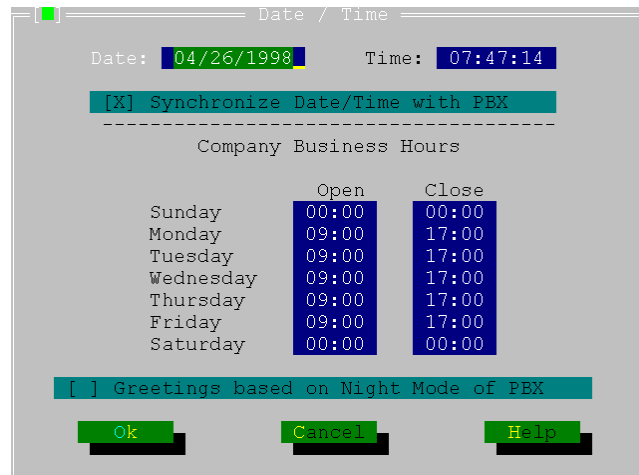 Date / Time
Date: 04/26/1998 Time: 07:47:14
[X] Synchronize Date/Time with PBX
--------------------------------------
Company Business Hours
Open Close
Sunday 00:00 00:00
Monday 09:00 17:00
Tuesday 09:00 17:00
Wednesday 09:00 17:00
Thursday 09:00 17:00
Friday 09:00 17:00
Saturday 00:00 00:00
[ ] Greetings based on Night Mode of PBX
Ok Cancel Help